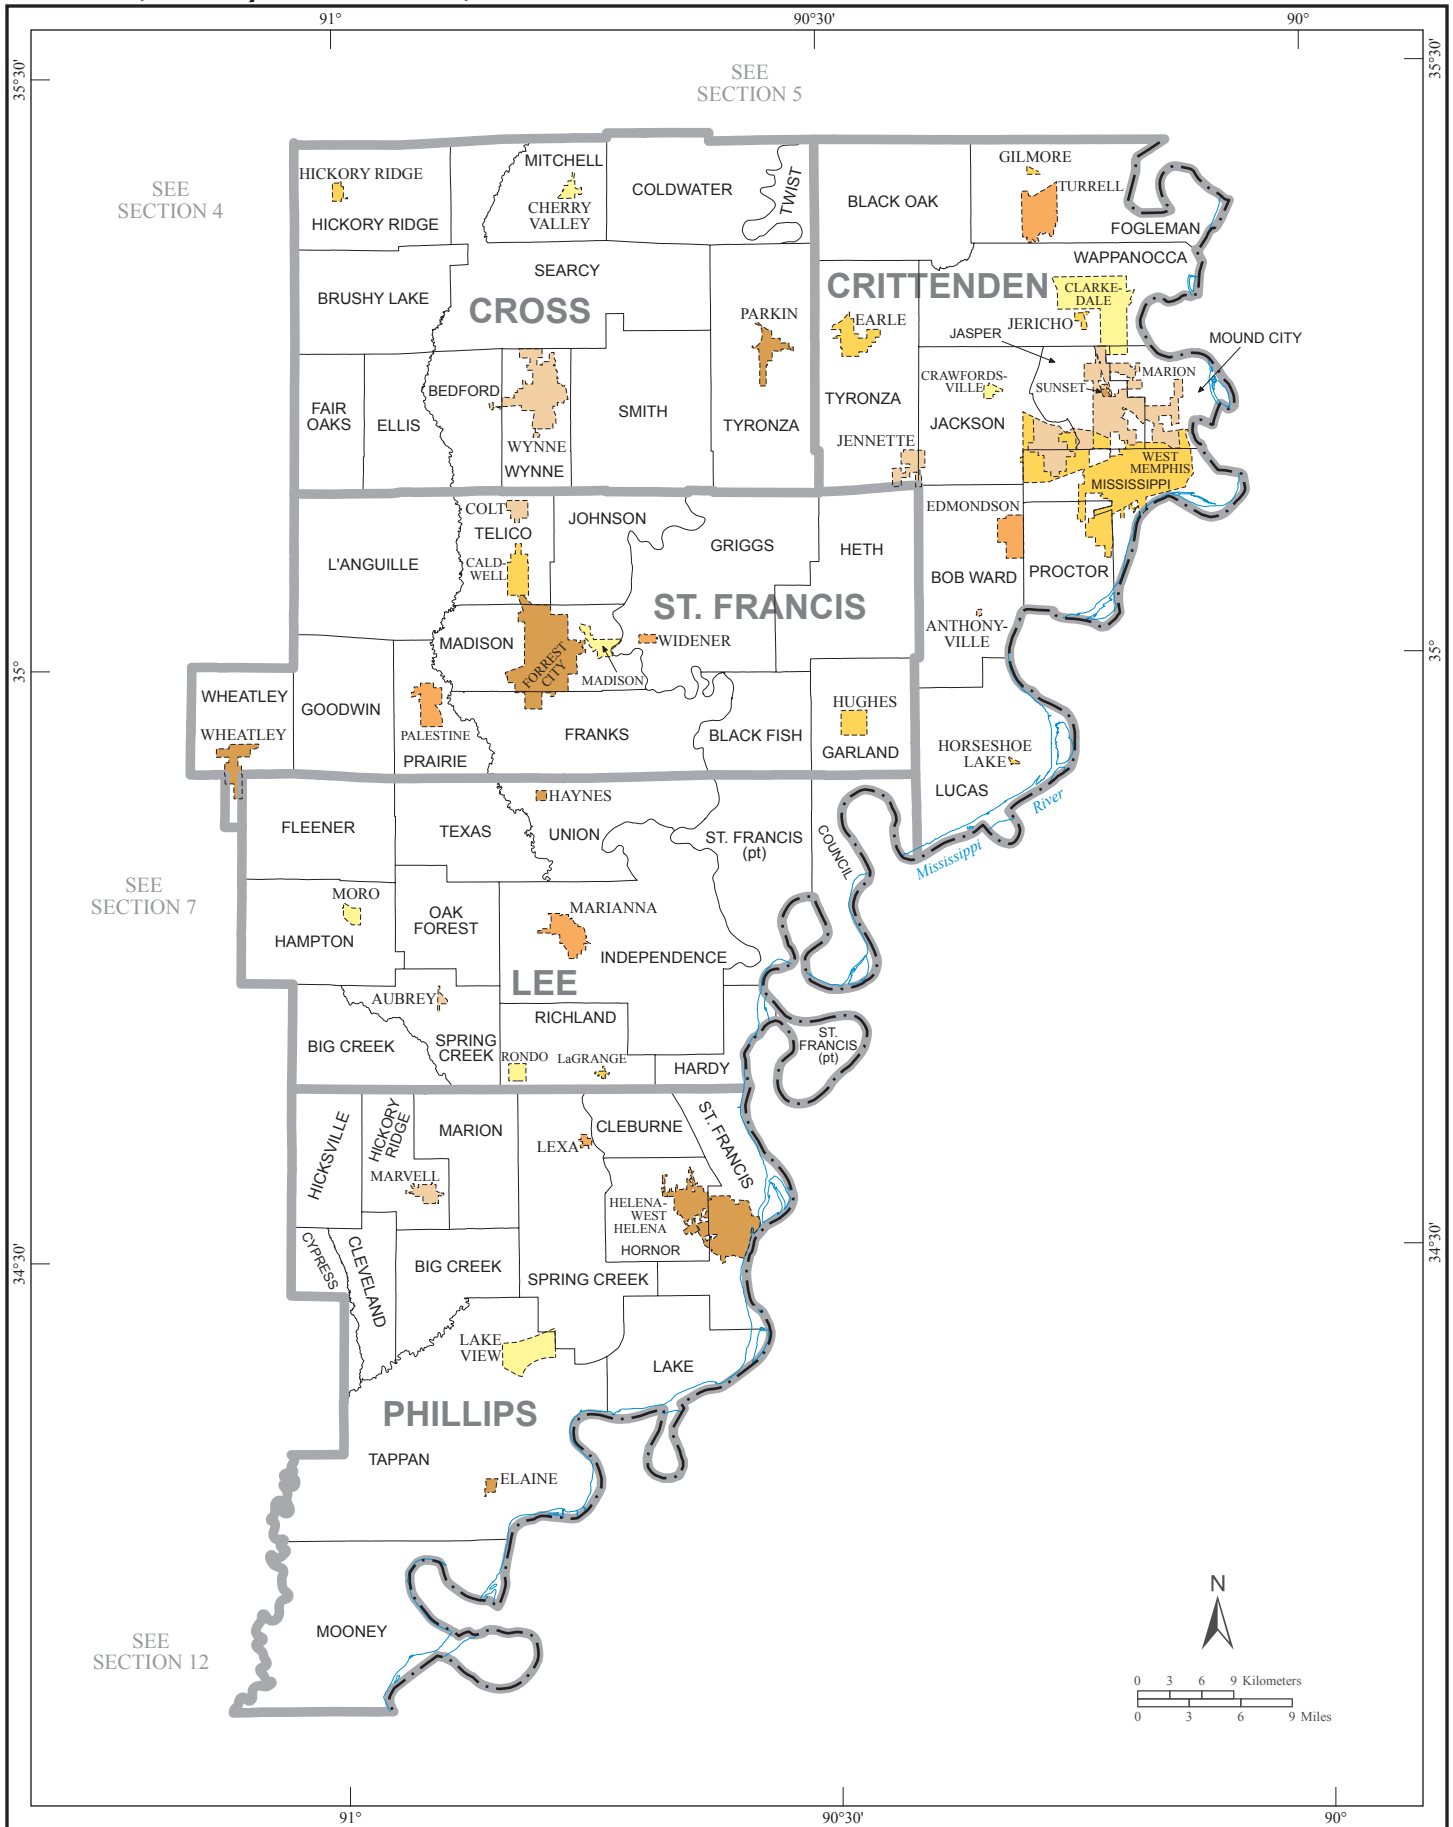 91°
90°30'
90°
35°30'
35°30'
SEE
SECTION 5
SEE
SECTION 4
HICKORY RIDGE
HICKORY RIDGE
MITCHELL
CHERRY
VALLEY
COLDWATER
TWIST
BLACK OAK
GILMORE
TURRELL
FOGLEMAN
WAPPANOCCA
SEARCY
BRUSHY LAKE
CROSS
CRITTENDEN
CLARKE-
DALE
PARKIN
EARLE
JERICHO
JASPER
MOUND CITY
MARION
SUNSET
CRAWFORDS-
VILLE
BEDFORD
FAIR
OAKS
ELLIS
SMITH
TYRONZA
TYRONZA
JACKSON
JENNETTE
WYNNE
WYNNE
WEST
MEMPHIS
MISSISSIPPI
COLT
TELICO
JOHNSON
EDMONDSON
L'ANGUILLE
CALD-
WELL
GRIGGS
HETH
BOB WARD
PROCTOR
ST. FRANCIS
ANTHONY-
VILLE
MADISON
FORREST
CITY
WIDENER
MADISON
35°
35°
WHEATLEY
GOODWIN
WHEATLEY
PALESTINE
PRAIRIE
FRANKS
BLACK FISH
HUGHES
GARLAND
HORSESHOE
LAKE
LUCAS
HAYNES
FLEENER
TEXAS
UNION
ST. FRANCIS
(pt)
COUNCIL
Mississippi
River
SEE
SECTION 7
MORO
HAMPTON
OAK
FOREST
MARIANNA
INDEPENDENCE
LEE
AUBREY
RICHLAND
BIG CREEK
SPRING
CREEK
RONDO
LaGRANGE
HARDY
ST.
FRANCIS
(pt)
HICKSVILLE
HICKORY
RIDGE
MARION
CLEBURNE
ST. FRANCIS
LEXA
MARVELL
HELENA-
WEST
HELENA
HORNOR
34°30'
34°30'
CYPRESS
CLEVELAND
BIG CREEK
SPRING CREEK
LAKE
VIEW
LAKE
PHILLIPS
TAPPAN
ELAINE
MOONEY
SEE
SECTION 12
N
0 3 6 9 Kilometers
0 3 6 9 Miles
91°
90°30'
90°